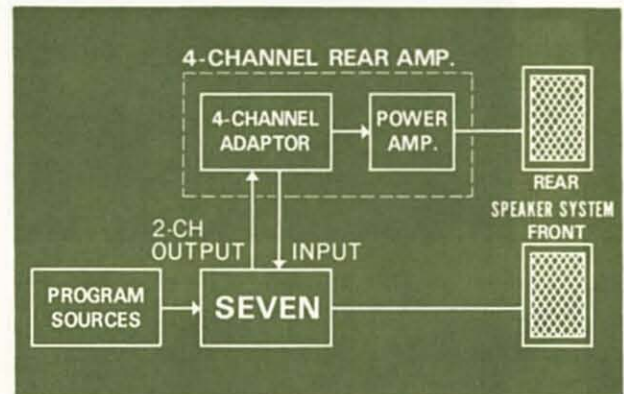 4-CHANNEL REAR AMP.
4-CHANNEL
ADAPTOR
POWER
AMP.
REAR
SPEAKER SYSTEM
FRONT
2-CH
OUTPUT
INPUT
PROGRAM
SOURCES
SEVEN